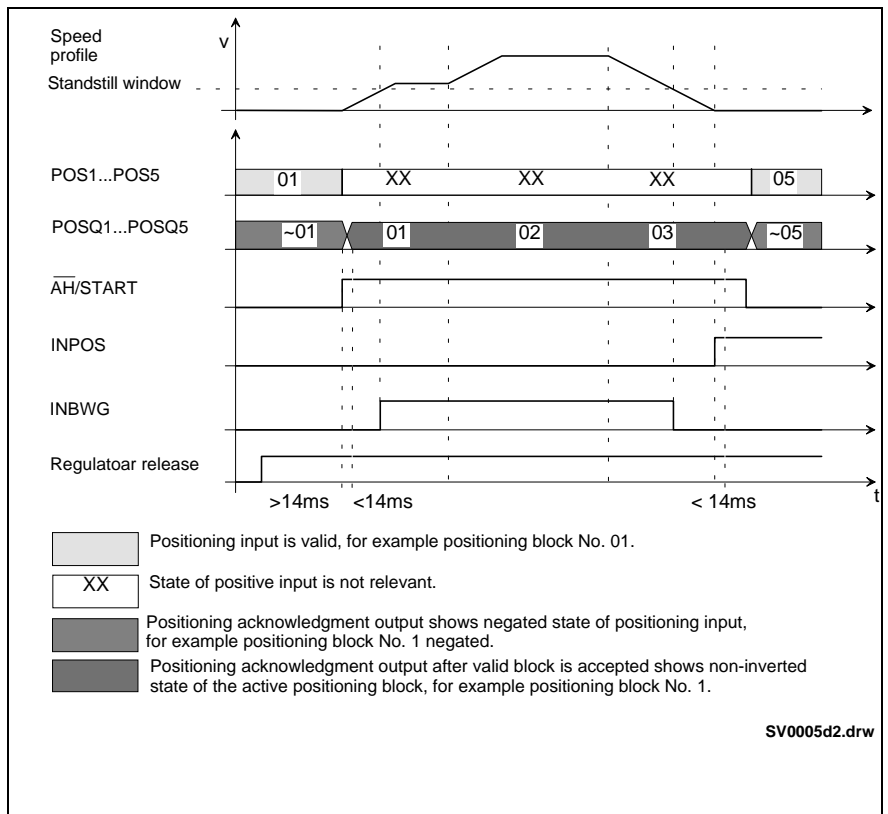 Speed
profile
v
Standstill window
POS1...POS5
01
XX
XX
XX
05
POSQ1...POSQ5
~01
01
02
03
~05
A̅H̅/START
INPOS
INBWG
Regulatoar release
t
>14ms
<14ms
< 14ms
Positioning input is valid, for example positioning block No. 01.
XX
State of positive input is not relevant.
Positioning acknowledgment output shows negated state of positioning input,
for example positioning block No. 1 negated.
Positioning acknowledgment output after valid block is accepted shows non-inverted
state of the active positioning block, for example positioning block No. 1.
SV0005d2.drw